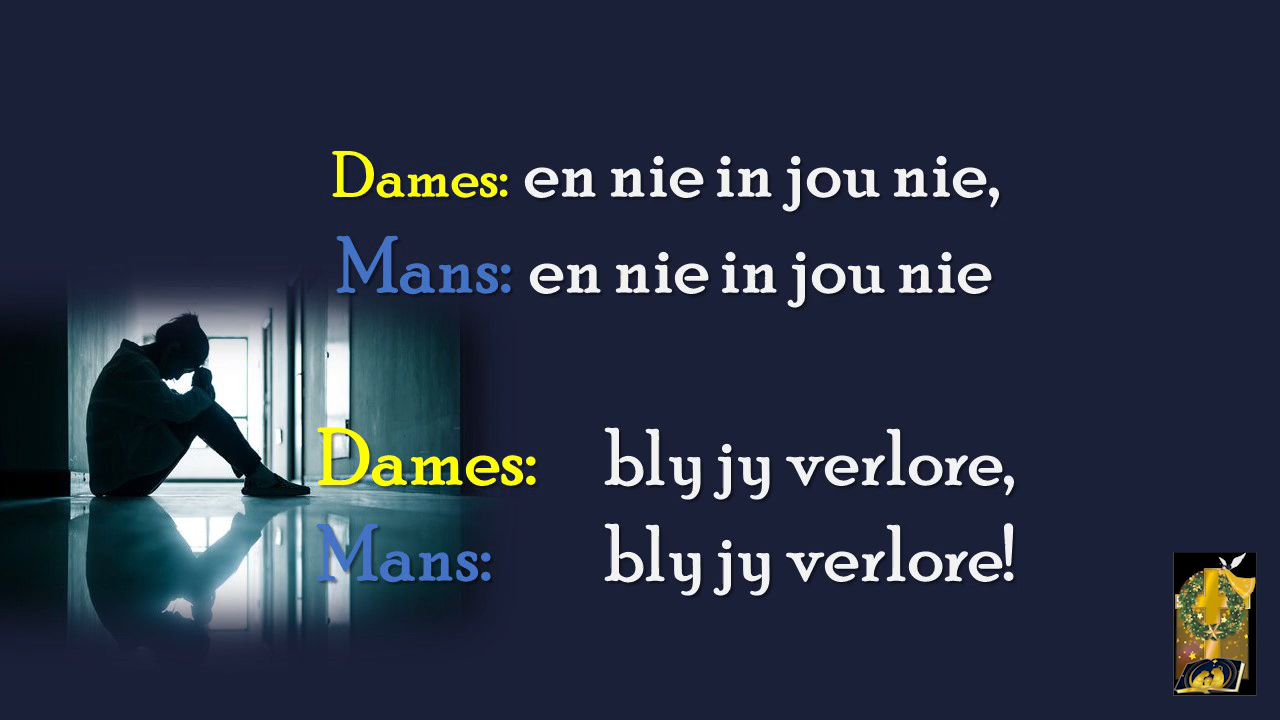 Dames: en nie in jou nie,
Mans: en nie in jou nie
Dames: bly jy verlore,
Mans: bly jy verlore!